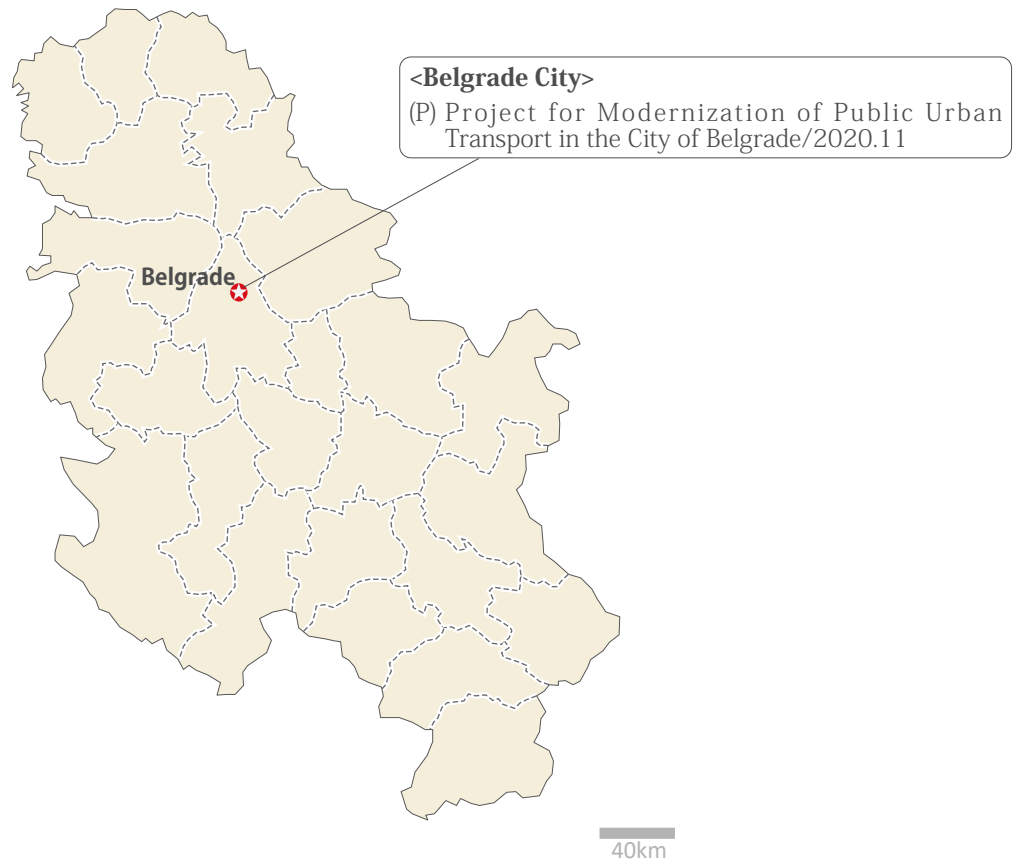 <Belgrade City>
(P) Project for Modernization of Public Urban
Transport in the City of Belgrade/2020.11
Belgrade
40km